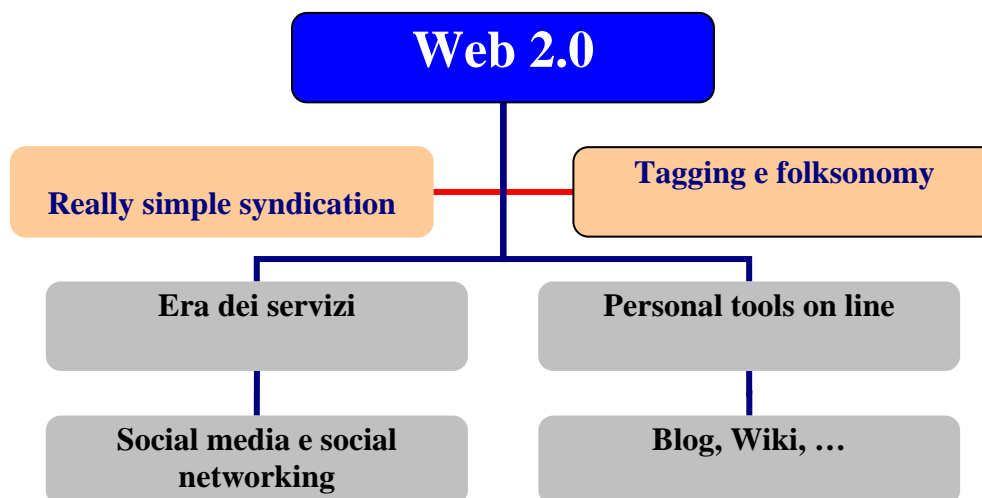 Web 2.0
Really simple syndication
Tagging e folksonomy
Era dei servizi
Personal tools on line
Social media e social
networking
Blog, Wiki, …